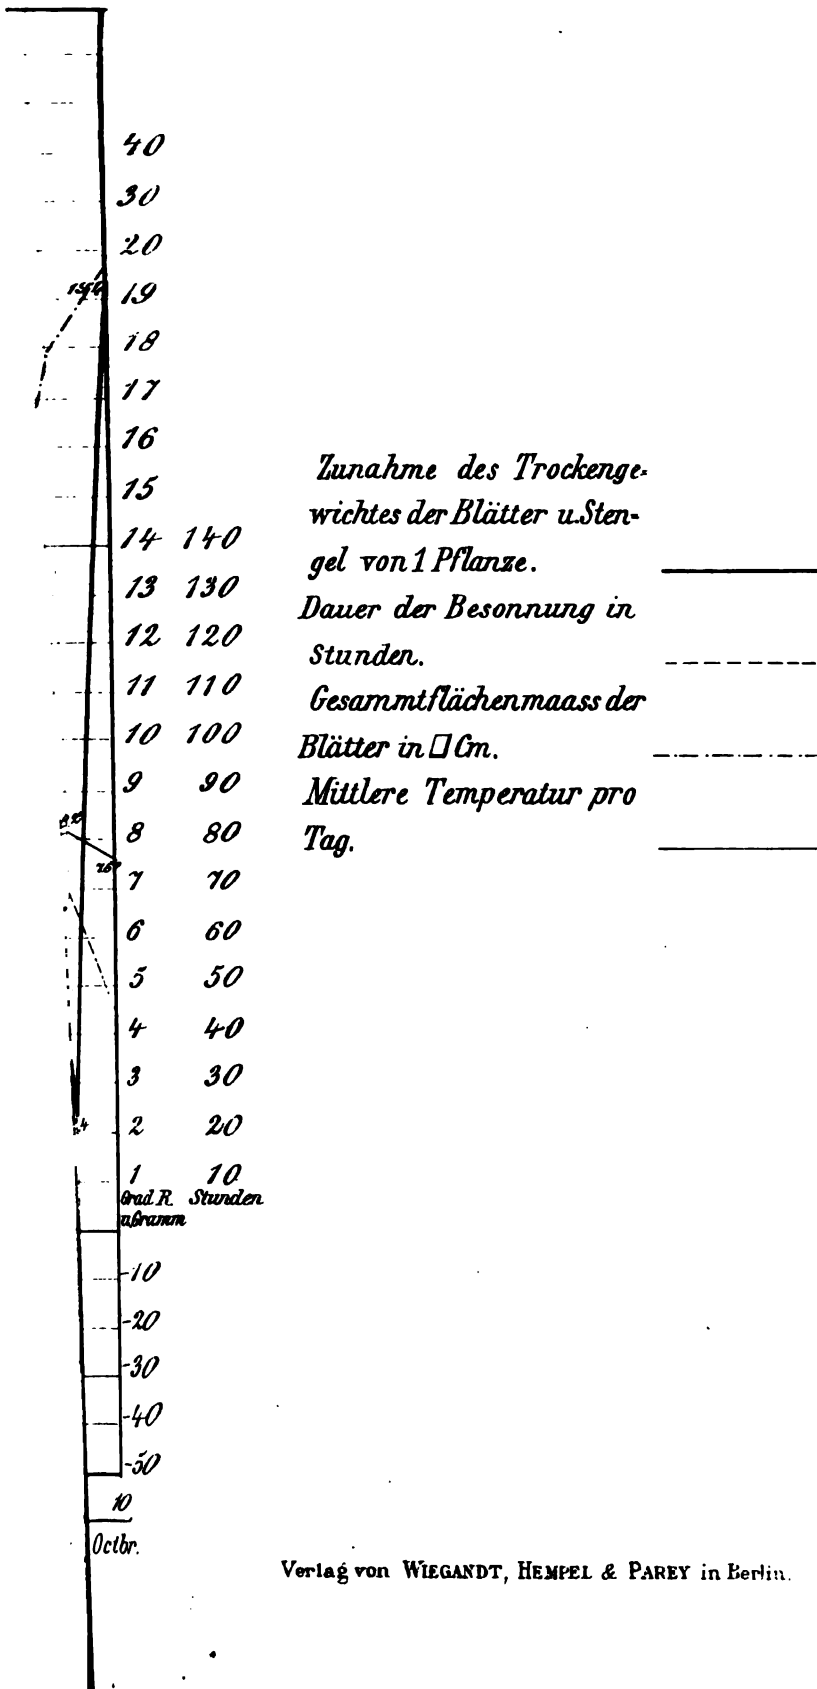 40
30
20
19
18
17
16
15
14 140
13 130
12 120
11 110
10 100
9 90
8 80
7 70
6 60
5 50
4 40
3 30
2 20
1 10
Grad R. Stunden
u Gramm
-10
-20
-30
-40
-50
10
Octbr.
Zunahme des Trockenge=
wichtes der Blätter u. Sten=
gel von 1 Pflanze.
Dauer der Besonnung in
Stunden.
Gesammtflächenmaass der
Blätter in □ Cm.
Mittlere Temperatur pro
Tag.
Verlag von WIEGANDT, HEMPEL & PAREY in Berlin.